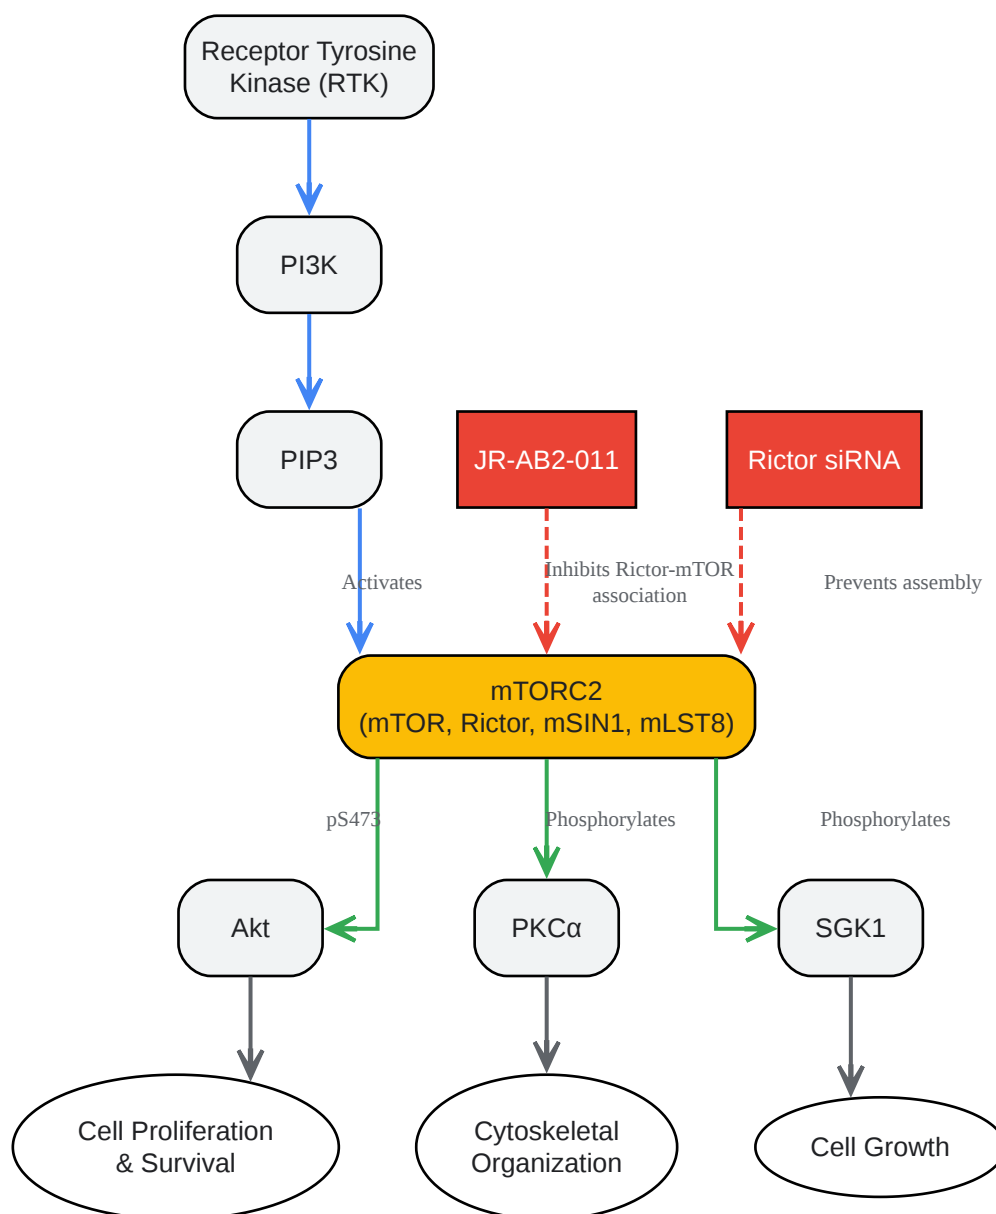 Receptor Tyrosine
Kinase (RTK)
PI3K
PIP3
JR-AB2-011
Rictor siRNA
Activates
Inhibits Rictor-mTOR
association
Prevents assembly
mTORC2
(mTOR, Rictor, mSIN1, mLST8)
pS473
Phosphorylates
Phosphorylates
Akt
PKCα
SGK1
Cell Proliferation
& Survival
Cytoskeletal
Organization
Cell Growth